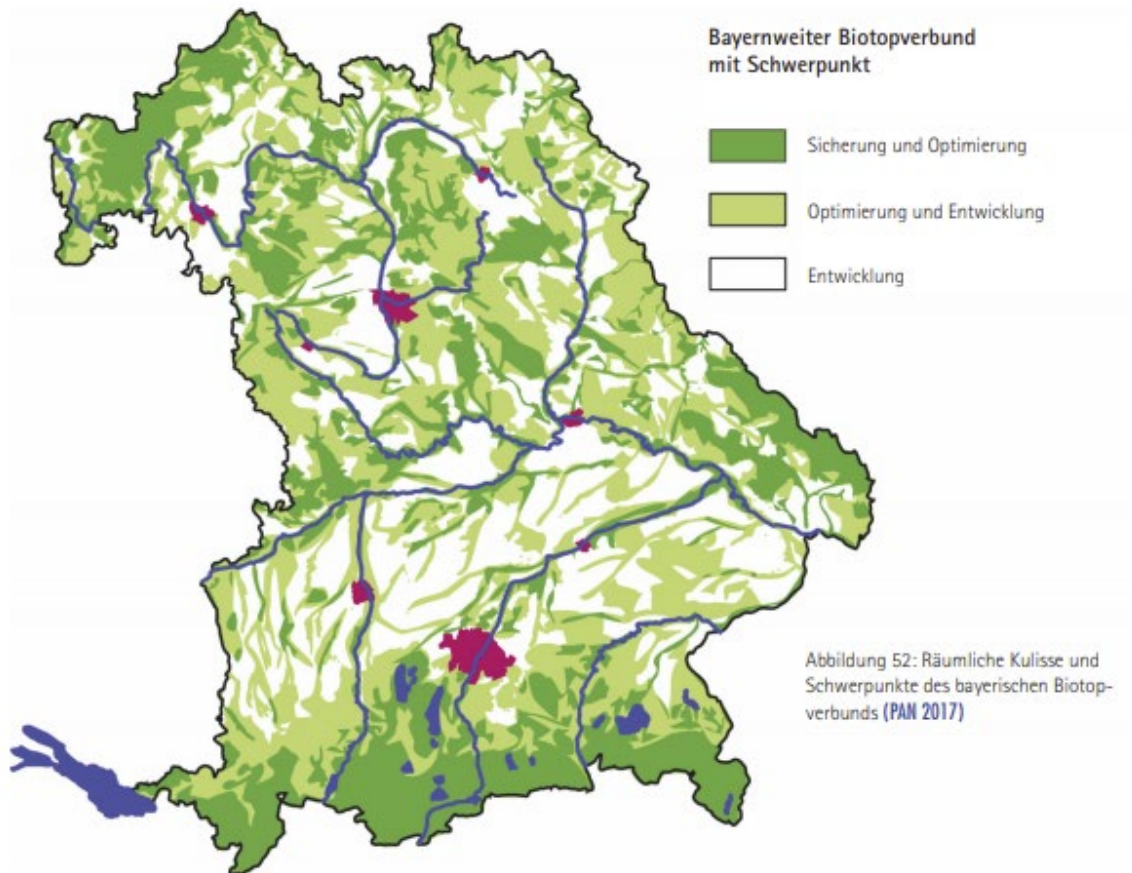 Bayernweiter Biotopverbund
mit Schwerpunkt
Sicherung und Optimierung
Optimierung und Entwicklung
Entwicklung
Abbildung 52: Räumliche Kulisse und
Schwerpunkte des bayerischen Biotop-
verbunds (PAN 2017)